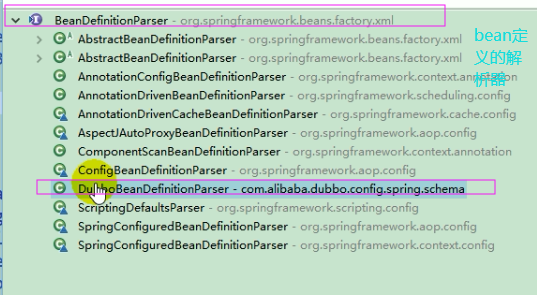 BeanDefinitionParser - org.springframework.beans.factory.xml
AbstractBeanDefinitionParser - org.springframework.beans.factory.xml
AbstractBeanDefinitionParser - org.springframework.beans.factory.xml
AnnotationConfigBeanDefinitionParser - org.springframework.context.annotation
AnnotationDrivenBeanDefinitionParser - org.springframework.scheduling.config
AnnotationDrivenCacheBeanDefinitionParser - org.springframework.cache.config
AspectJAutoProxyBeanDefinitionParser - org.springframework.aop.config
ComponentScanBeanDefinitionParser - org.springframework.context.annotation
ConfigBeanDefinitionParser - org.springframework.aop.config
DubboBeanDefinitionParser - com.alibaba.dubbo.config.spring.schema
ScriptingDefaultsParser - org.springframework.scripting.config
SpringConfiguredBeanDefinitionParser - org.springframework.aop.config
SpringConfiguredBeanDefinitionParser - org.springframework.context.config
bean定
义的解
析器